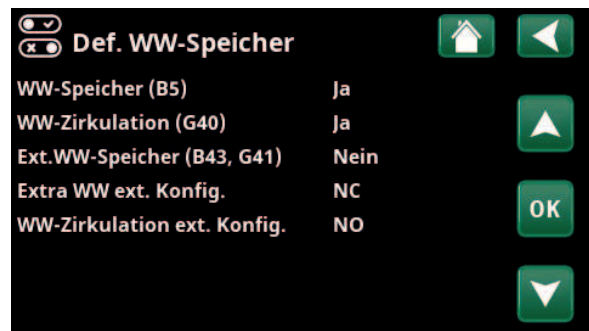 Def. WW-Speicher
WW-Speicher (B5) Ja
WW-Zirkulation (G40) Ja
Ext.WW-Speicher (B43, G41) Nein
Extra WW ext. Konfig. NC
WW-Zirkulation ext. Konfig. NO
OK